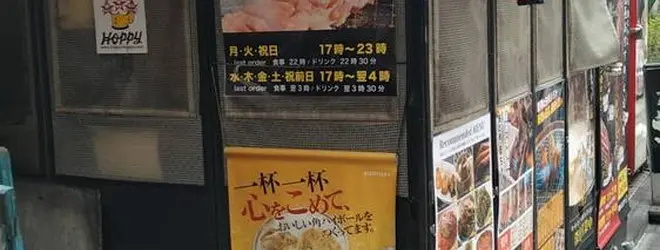 HOPPY
月・火・祝日 17時～23時
last order 食事 22時/ドリンク 22時30分
水・木・金・土・祝前日 17時～翌4時
last order 食事 翌3時/ドリンク 翌3時30分
SUNTORY
一杯一杯
心をこめて、
おいしい角ハイボールを
つくってます。
Recommended MENU